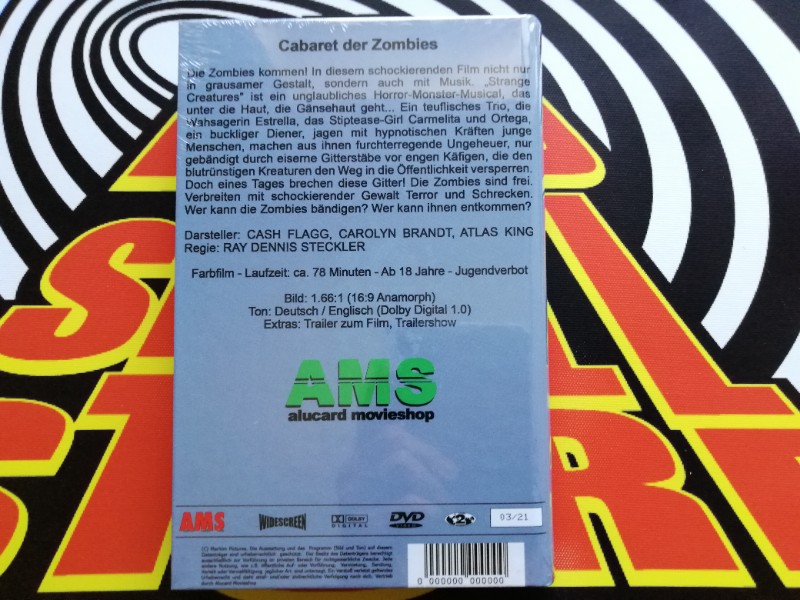 Cabaret der Zombies
Die Zombies kommen! In diesem schockierenden Film nicht nur
in grausamer Gestalt, sondern auch mit Musik. „Strange
Creatures" ist ein unglaubliches Horror-Monster-Musical, das
unter die Haut, die Gänsehaut geht... Ein teuflisches Trio, die
Wahsagerin Estrella, das Stiptease-Girl Carmelita und Ortega,
ein buckliger Diener, jagen mit hypnotischen Kräften junge
Menschen, machen aus ihnen furchterregende Ungeheuer, nur
gebändigt durch eiserne Gitterstäbe vor engen Käfigen, die den
blutrünstigen Kreaturen den Weg in die Öffentlichkeit versperren.
Doch eines Tages brechen diese Gitter! Die Zombies sind frei.
Verbreiten mit schockierender Gewalt Terror und Schrecken.
Wer kann die Zombies bändigen? Wer kann ihnen entkommen?
Darsteller: CASH FLAGG, CAROLYN BRANDT, ATLAS KING
Regie: RAY DENNIS STECKLER
Farbfilm - Laufzeit: ca. 78 Minuten - Ab 18 Jahre - Jugendverbot
Bild: 1.66:1 (16:9 Anamorph)
Ton: Deutsch / Englisch (Dolby Digital 1.0)
Extras: Trailer zum Film, Trailershow
AMS
alucard movieshop
AMS WIDESCREEN DOLBY DIGITAL DVD VIDEO 2 03/21
0 000000 000000